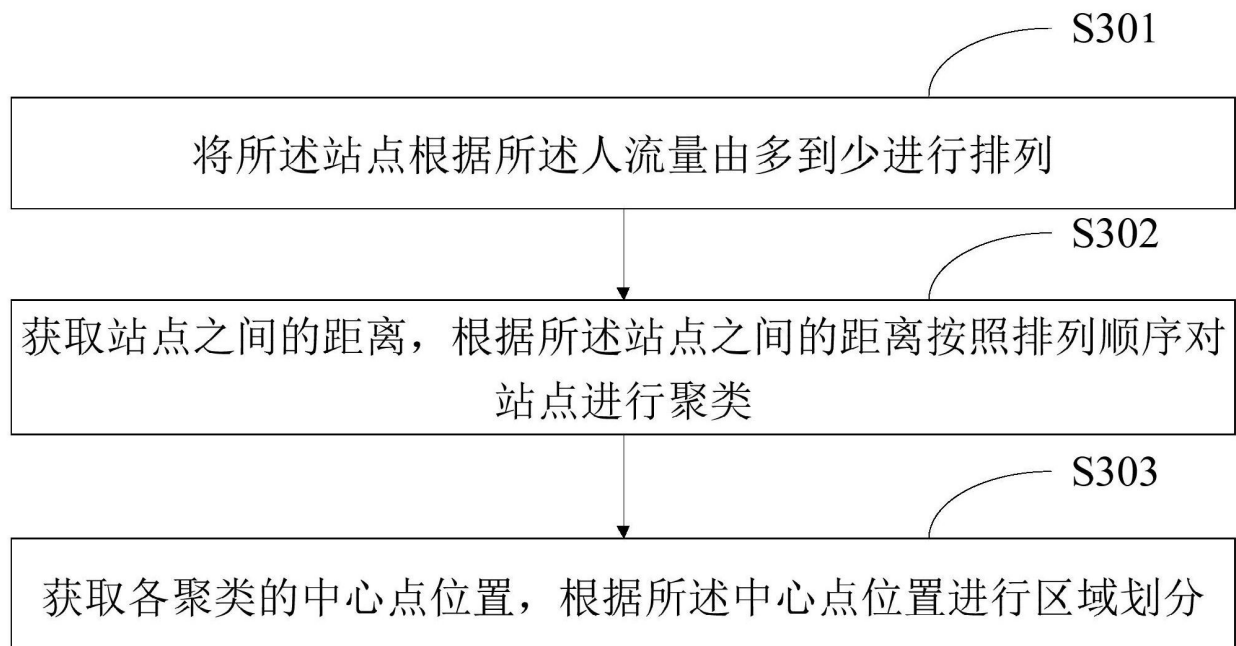 S301
将所述站点根据所述人流量由多到少进行排列
S302
获取站点之间的距离，根据所述站点之间的距离按照排列顺序对
站点进行聚类
S303
获取各聚类的中心点位置，根据所述中心点位置进行区域划分